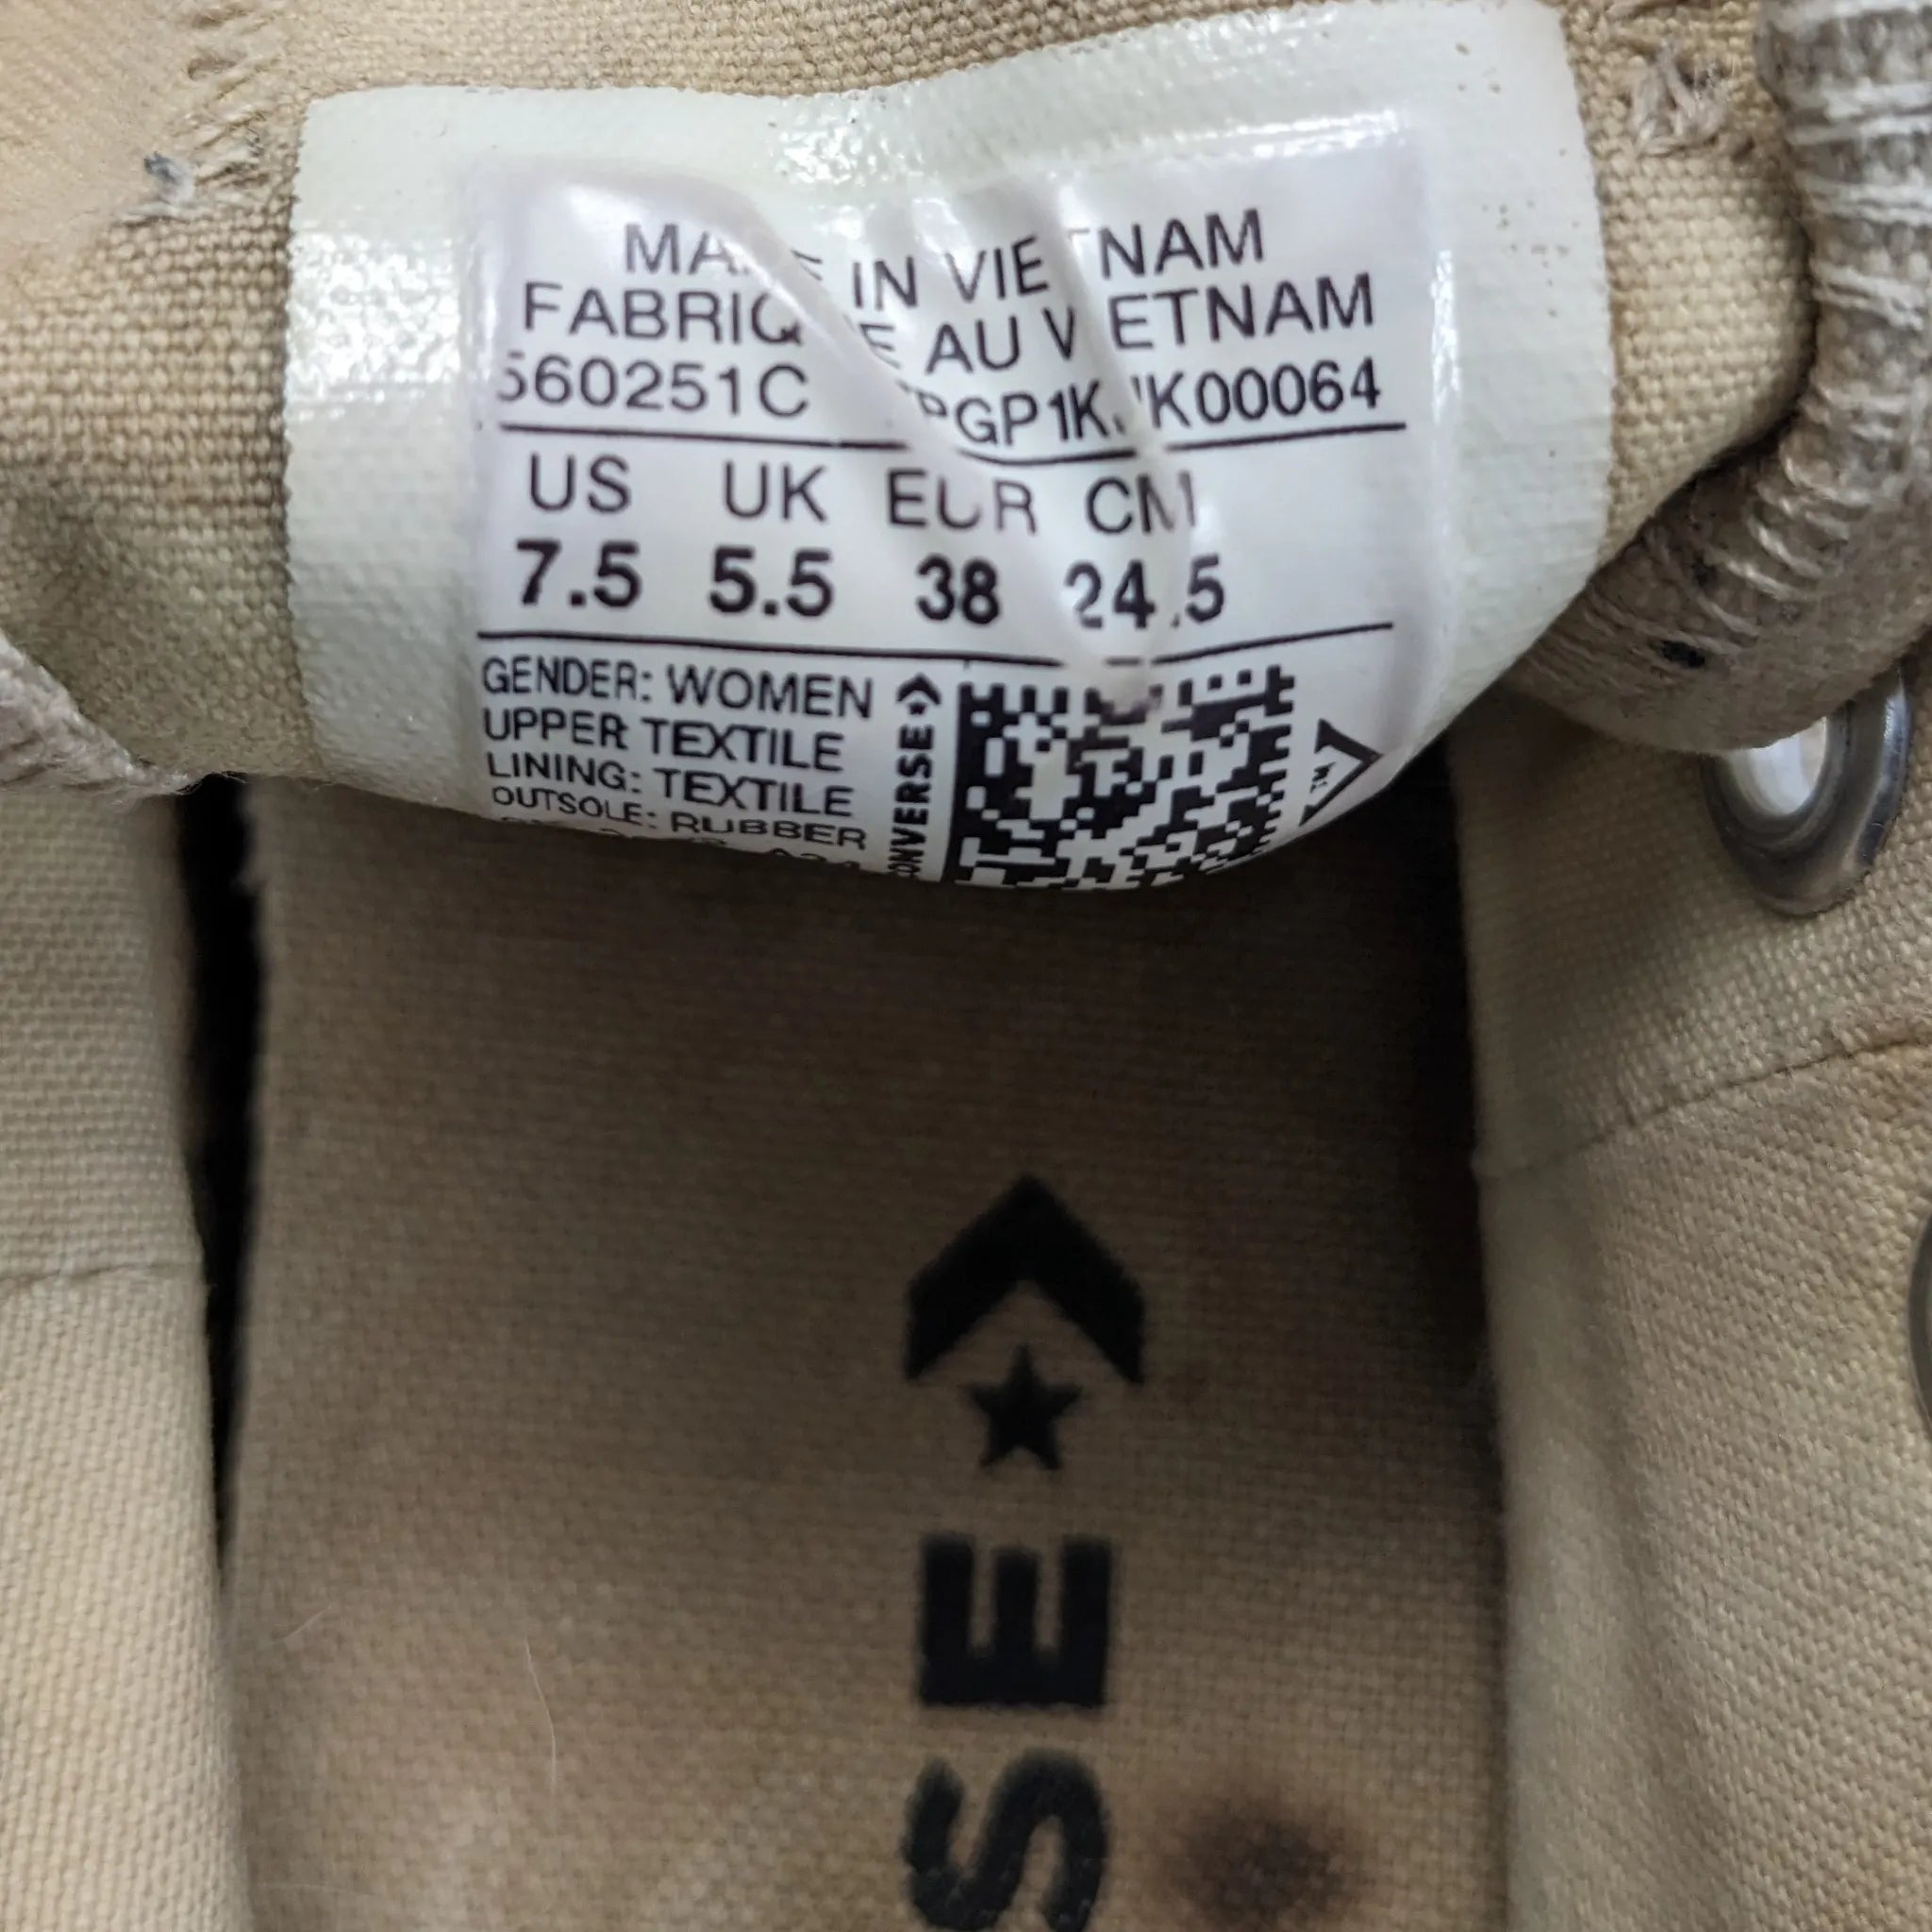 MADE IN VIETNAM
FABRIQUE AU VIETNAM
560251C
US UK EUR CM
7.5 5.5 38 24.5
GENDER: WOMEN
UPPER: TEXTILE
LINING: TEXTILE
OUTSOLE: RUBBER
CONVERSE
TM
SE